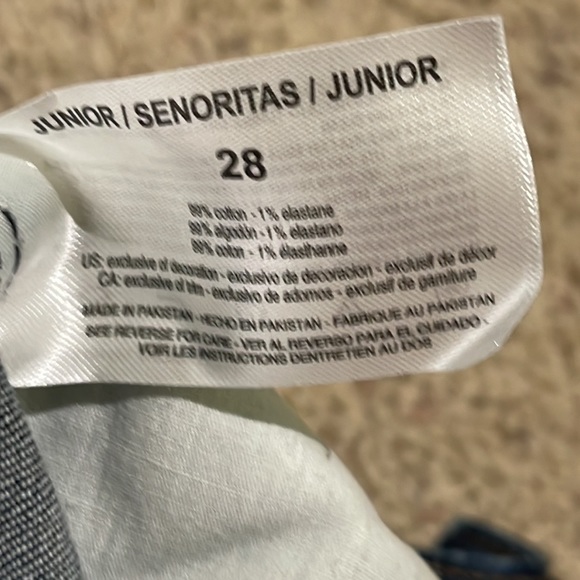 JUNIOR / SENORITAS / JUNIOR
28
99% cotton - 1% elastane
99% algodón - 1% elastano
99% coton - 1% élasthanne
US: exclusive of decoration - exclusivo de decoracion - exclusif de décor
CA: exclusive of trim - exclusivo de adornos - exclusif de garniture
MADE IN PAKISTAN - HECHO EN PAKISTAN - FABRIQUE AU PAKISTAN
SEE REVERSE FOR CARE - VER AL REVERSO PARA EL CUIDADO -
VOIR LES INSTRUCTIONS DENTRETIEN AU DOS